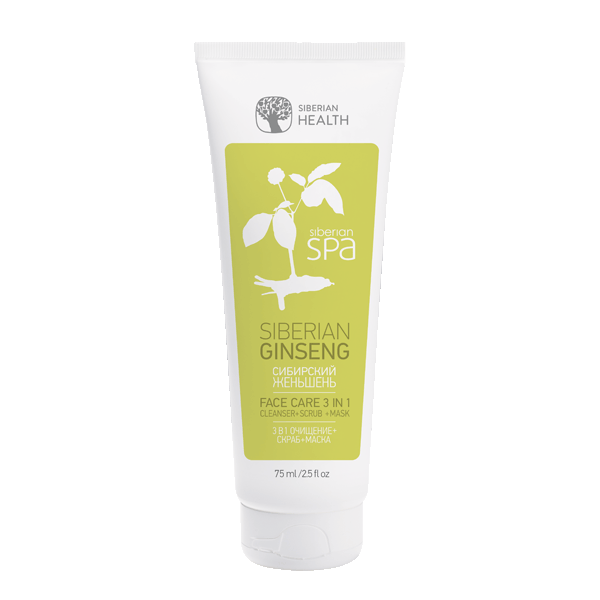 SIBERIAN
HEALTH
siberian
spa
SIBERIAN
GINSENG
СИБИРСКИЙ
ЖЕНЬШЕНЬ
FACE CARE 3 IN 1
CLEANSER+SCRUB +MASK
3 В 1 ОЧИЩЕНИЕ+
СКРАБ+МАСКА
75 ml /2.5 fl oz